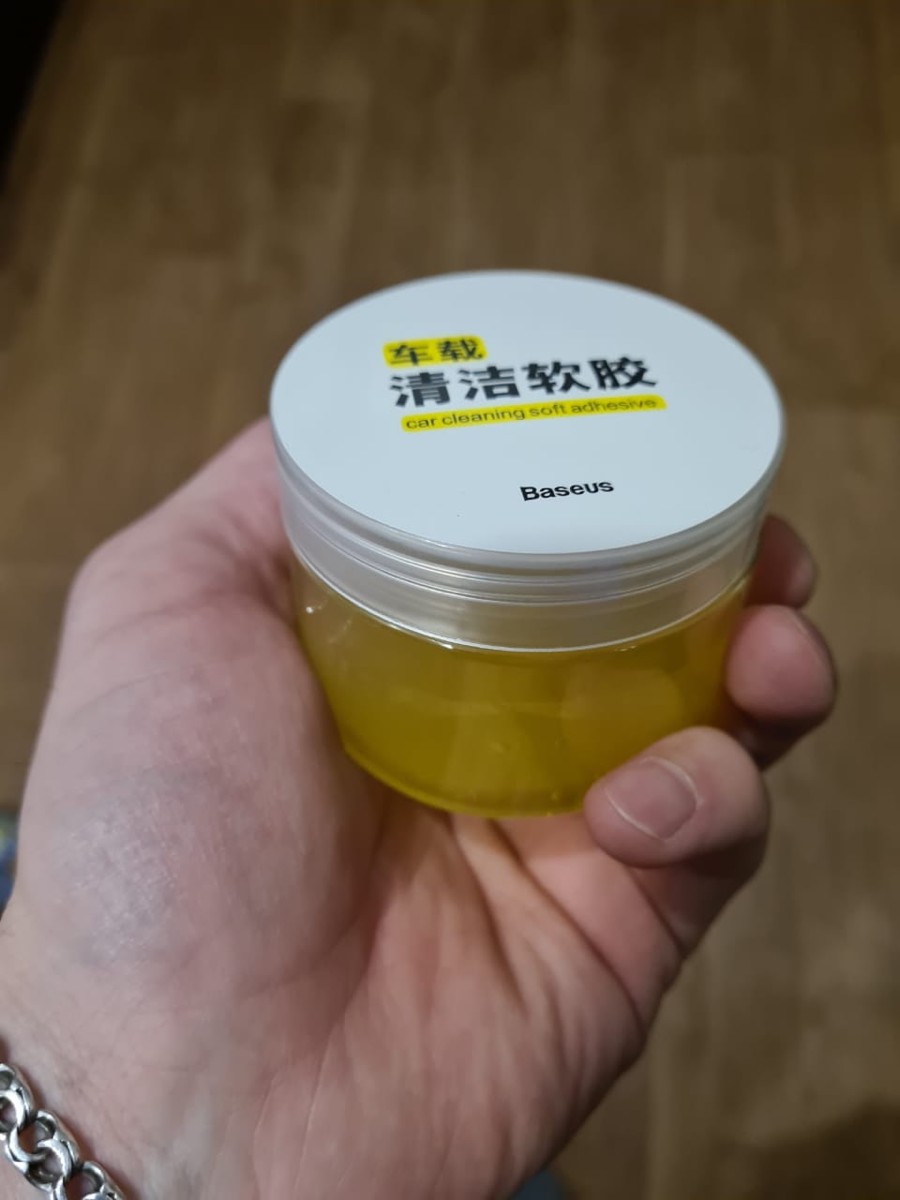 车载
清洁软胶
car cleaning soft adhesive
Baseus